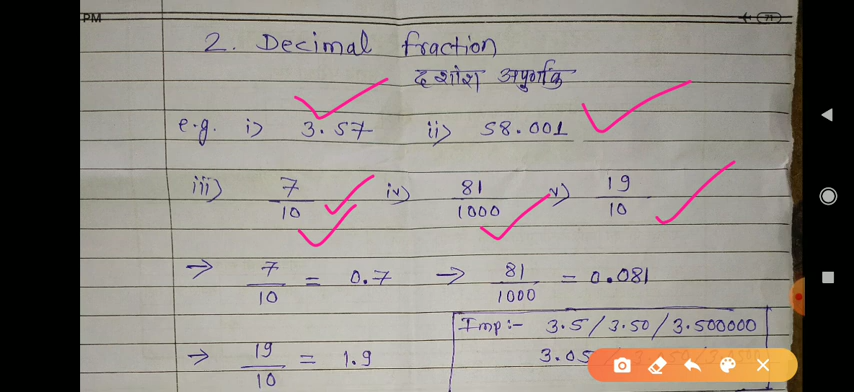 PM 71
2. Decimal fraction
दशांश अपुर्णांक
e.g. i) 3.57 ii) 58.001
iii) 7/10 iv) 81/1000 v) 19/10
→ 7/10 = 0.7 → 81/1000 = 0.081
Imp:- 3.5/3.50/3.500000
→ 19/10 = 1.9 3.05